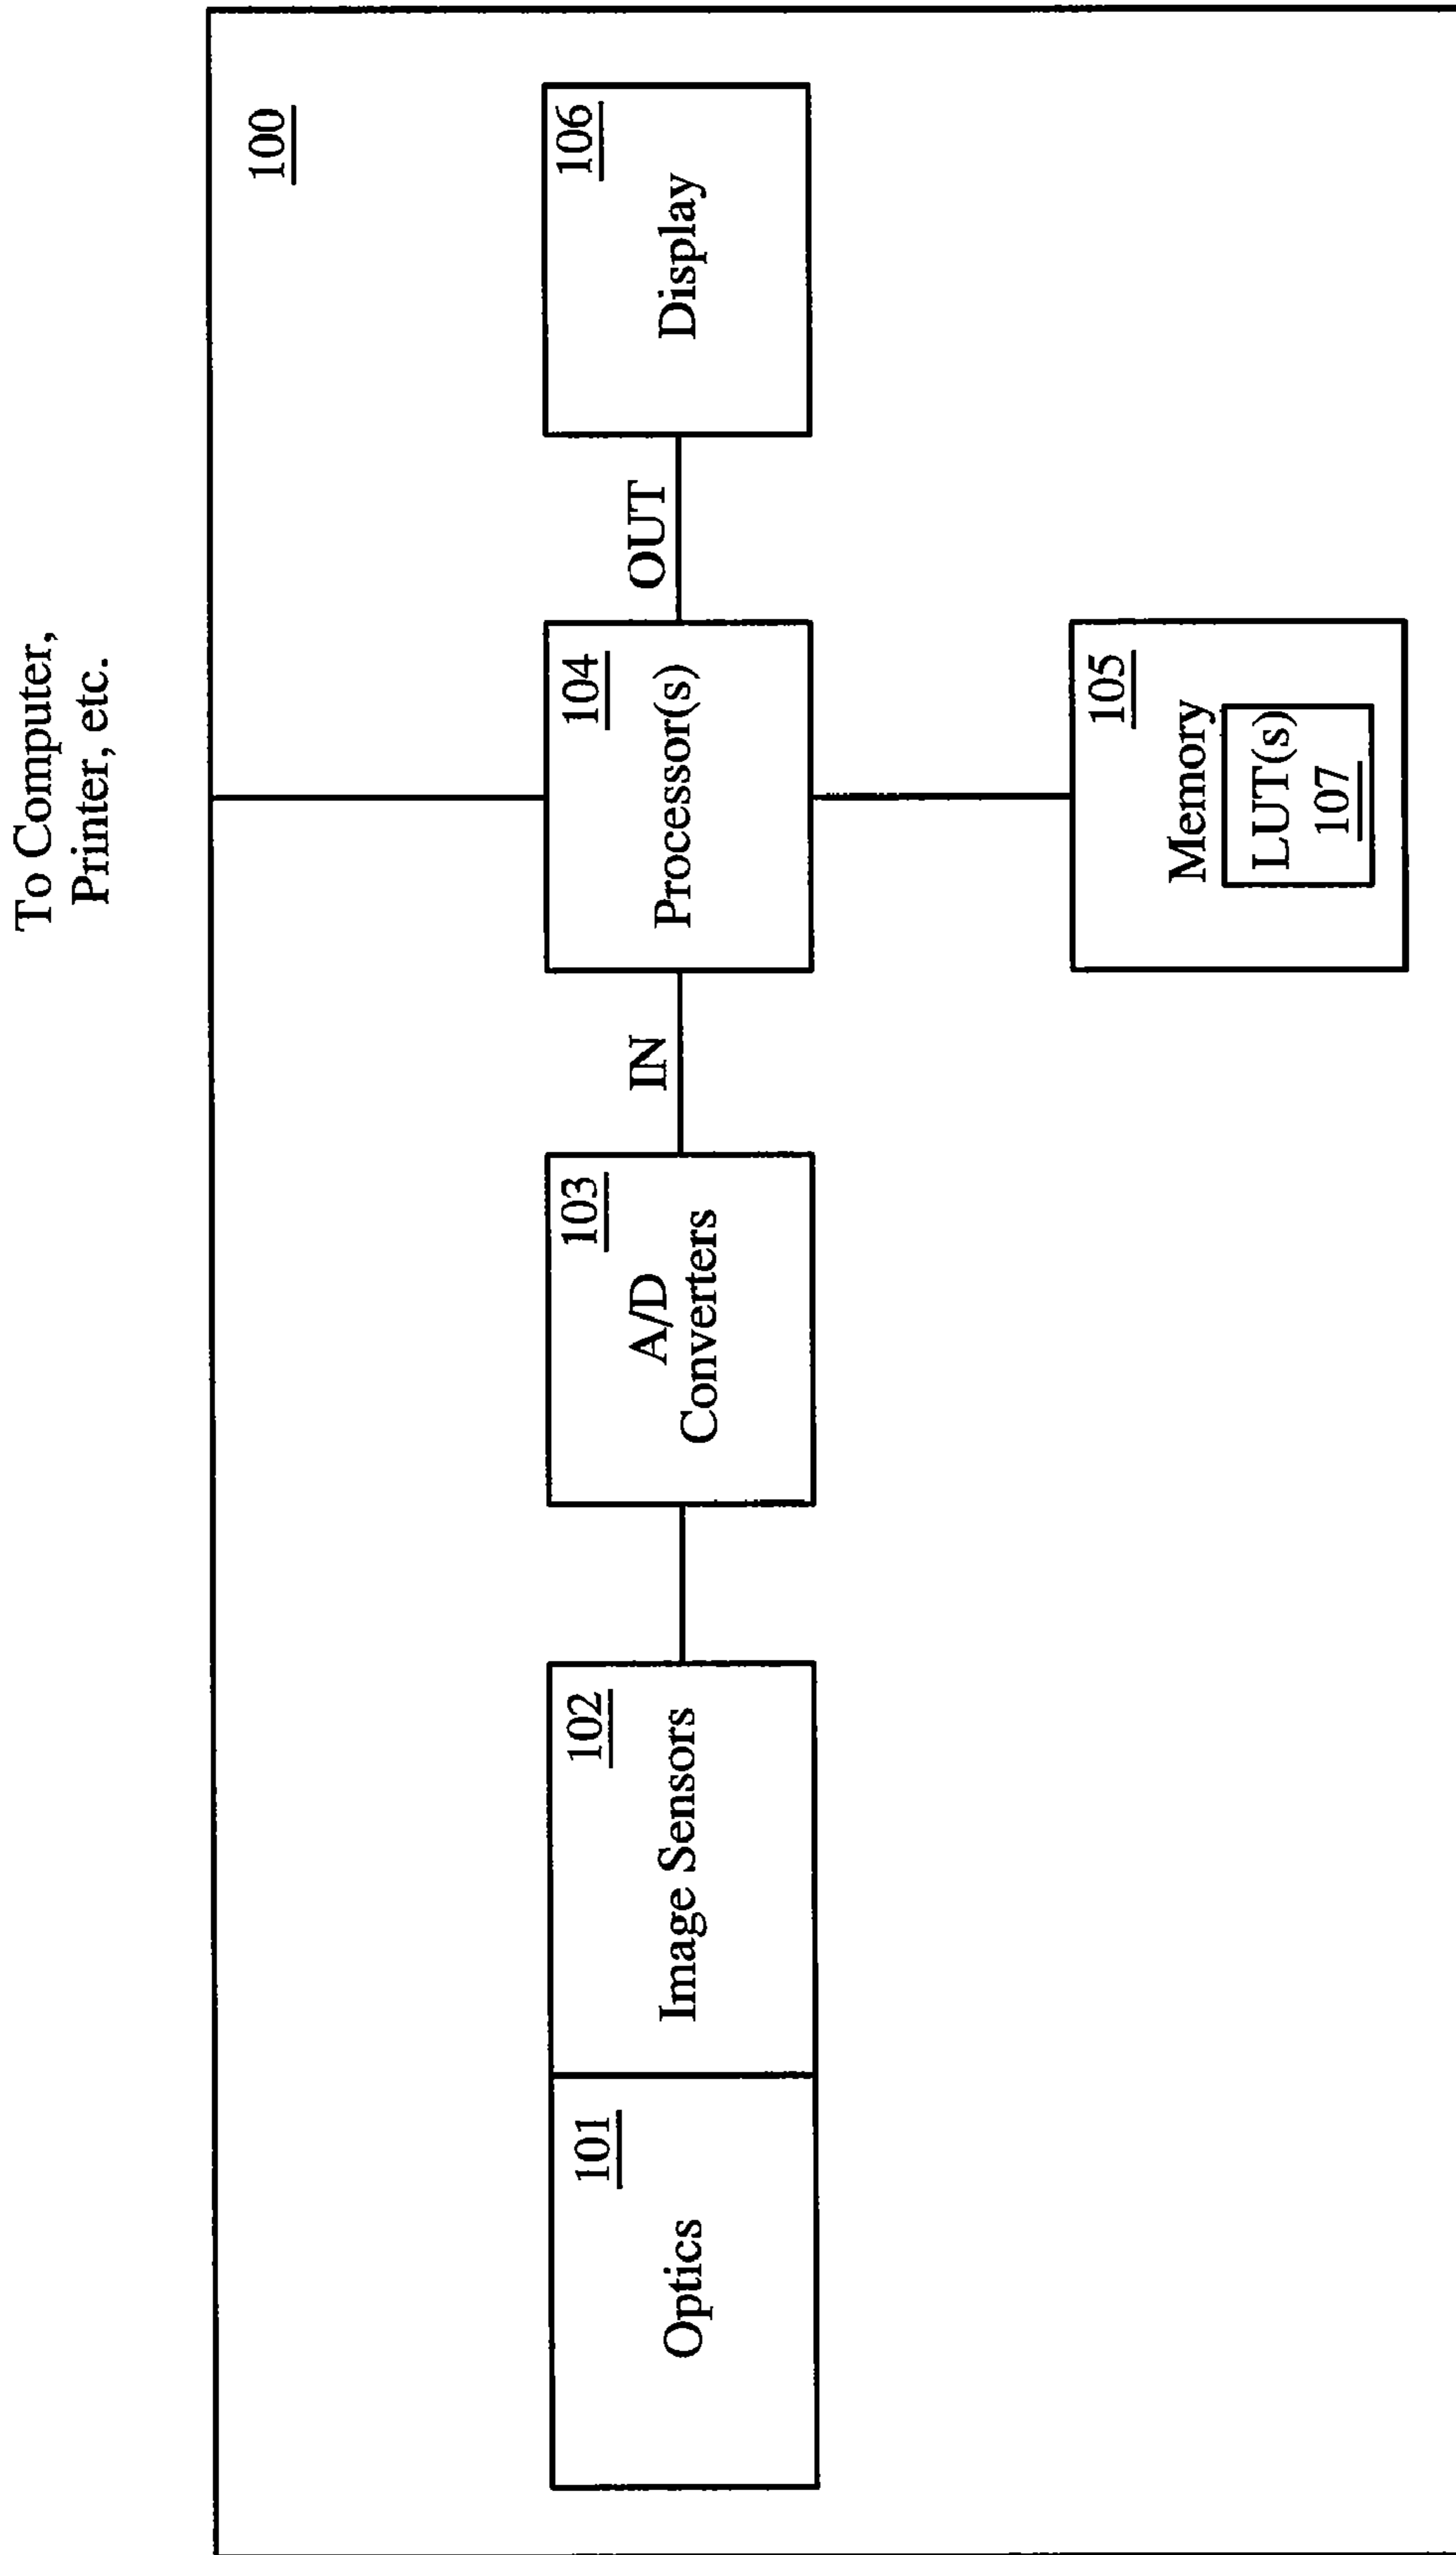 To Computer,
Printer, etc.
100
101
Optics
102
Image Sensors
103
A/D
Converters
IN
104
Processor(s)
OUT
106
Display
105
Memory
LUT(s)
107